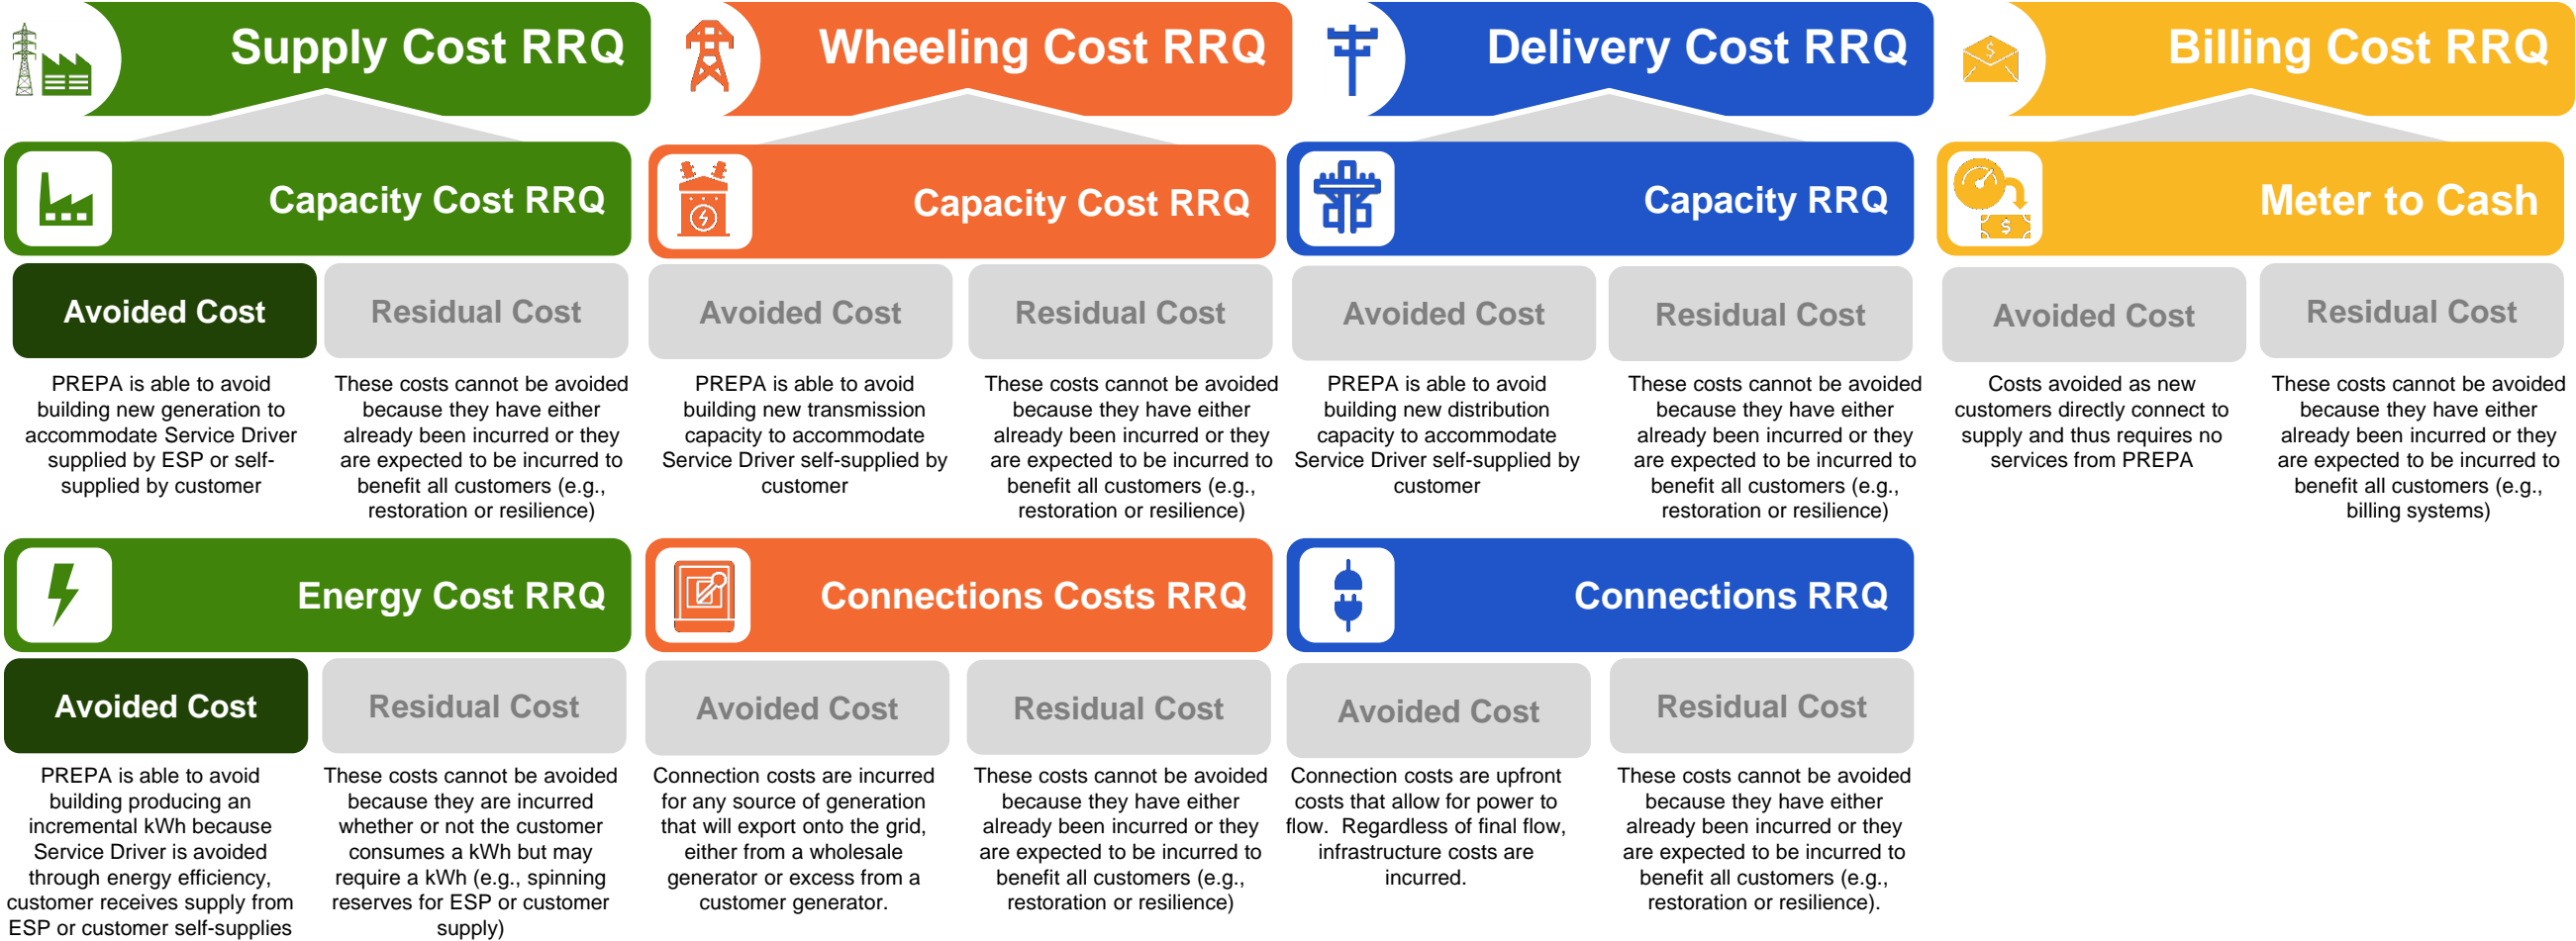 Supply Cost RRQ
Wheeling Cost RRQ
Delivery Cost RRQ
Billing Cost RRQ
$
Capacity Cost RRQ
Capacity Cost RRQ
Capacity RRQ
Meter to Cash
$
Avoided Cost
Residual Cost
Avoided Cost
Residual Cost
Avoided Cost
Residual Cost
Avoided Cost
Residual Cost
PREPA is able to avoid
building new generation to
accommodate Service Driver
supplied by ESP or self-
supplied by customer
These costs cannot be avoided
because they have either
already been incurred or they
are expected to be incurred to
benefit all customers (e.g.,
restoration or resilience)
PREPA is able to avoid
building new transmission
capacity to accommodate
Service Driver self-supplied by
customer
These costs cannot be avoided
because they have either
already been incurred or they
are expected to be incurred to
benefit all customers (e.g.,
restoration or resilience)
PREPA is able to avoid
building new distribution
capacity to accommodate
Service Driver self-supplied by
customer
These costs cannot be avoided
because they have either
already been incurred or they
are expected to be incurred to
benefit all customers (e.g.,
restoration or resilience)
Costs avoided as new
customers directly connect to
supply and thus requires no
services from PREPA
These costs cannot be avoided
because they have either
already been incurred or they
are expected to be incurred to
benefit all customers (e.g.,
billing systems)
Energy Cost RRQ
Connections Costs RRQ
Connections RRQ
Avoided Cost
Residual Cost
Avoided Cost
Residual Cost
Avoided Cost
Residual Cost
PREPA is able to avoid
building producing an
incremental kWh because
Service Driver is avoided
through energy efficiency,
customer receives supply from
ESP or customer self-supplies
These costs cannot be avoided
because they are incurred
whether or not the customer
consumes a kWh but may
require a kWh (e.g., spinning
reserves for ESP or customer
supply)
Connection costs are incurred
for any source of generation
that will export onto the grid,
either from a wholesale
generator or excess from a
customer generator.
These costs cannot be avoided
because they have either
already been incurred or they
are expected to be incurred to
benefit all customers (e.g.,
restoration or resilience)
Connection costs are upfront
costs that allow for power to
flow.  Regardless of final flow,
infrastructure costs are
incurred.
These costs cannot be avoided
because they have either
already been incurred or they
are expected to be incurred to
benefit all customers (e.g.,
restoration or resilience).